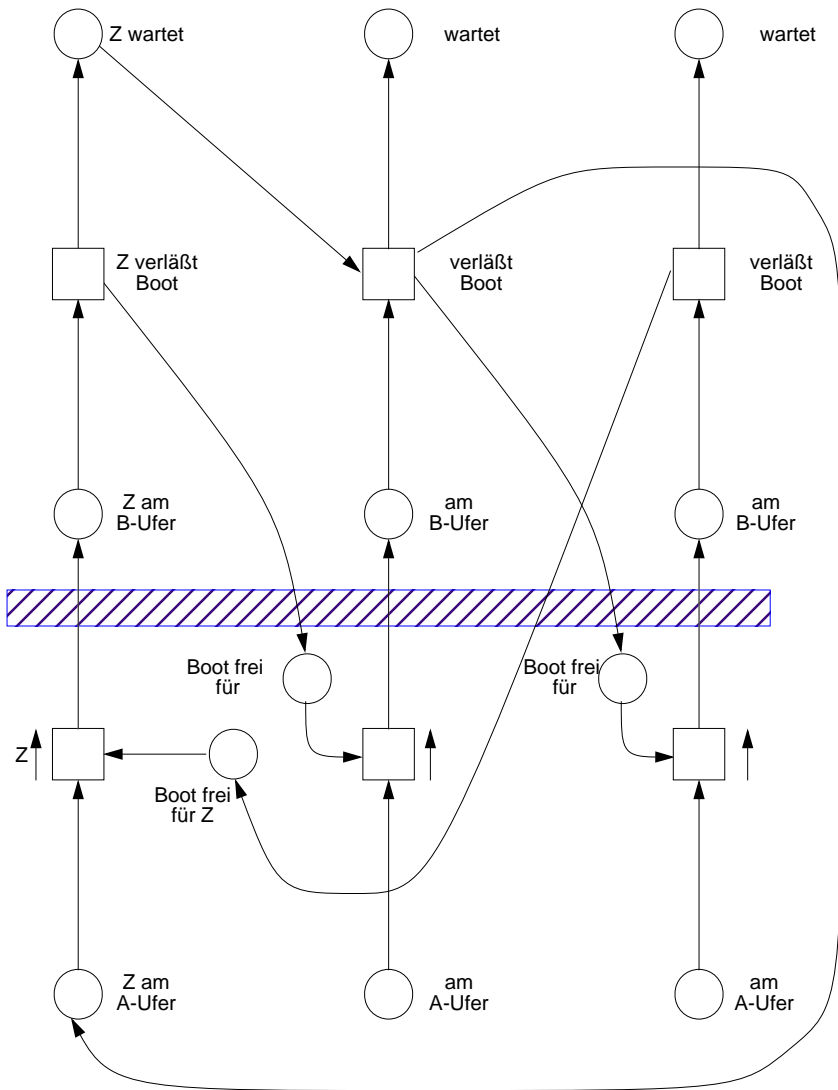 Z wartet
wartet
wartet
Z verläßt
Boot
verläßt
Boot
verläßt
Boot
Z am
B-Ufer
am
B-Ufer
am
B-Ufer
Boot frei
für
Boot frei
für
Z
Boot frei
für Z
Z am
A-Ufer
am
A-Ufer
am
A-Ufer